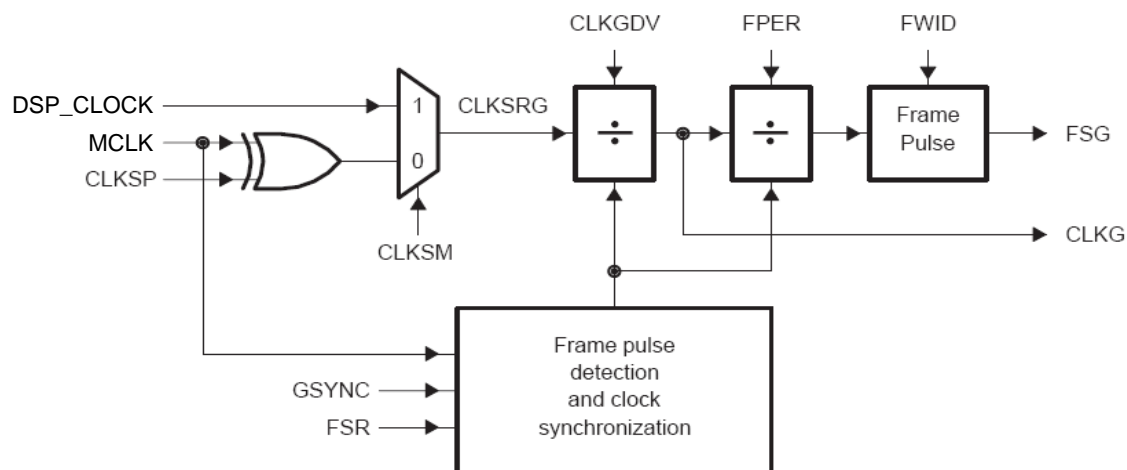 CLKGDV FPER FWID
DSP_CLOCK
1
CLKSRG
÷
÷
Frame
Pulse
FSG
MCLK
0
CLKSP
CLKSM
CLKG
Frame pulse
detection
and clock
synchronization
GSYNC
FSR